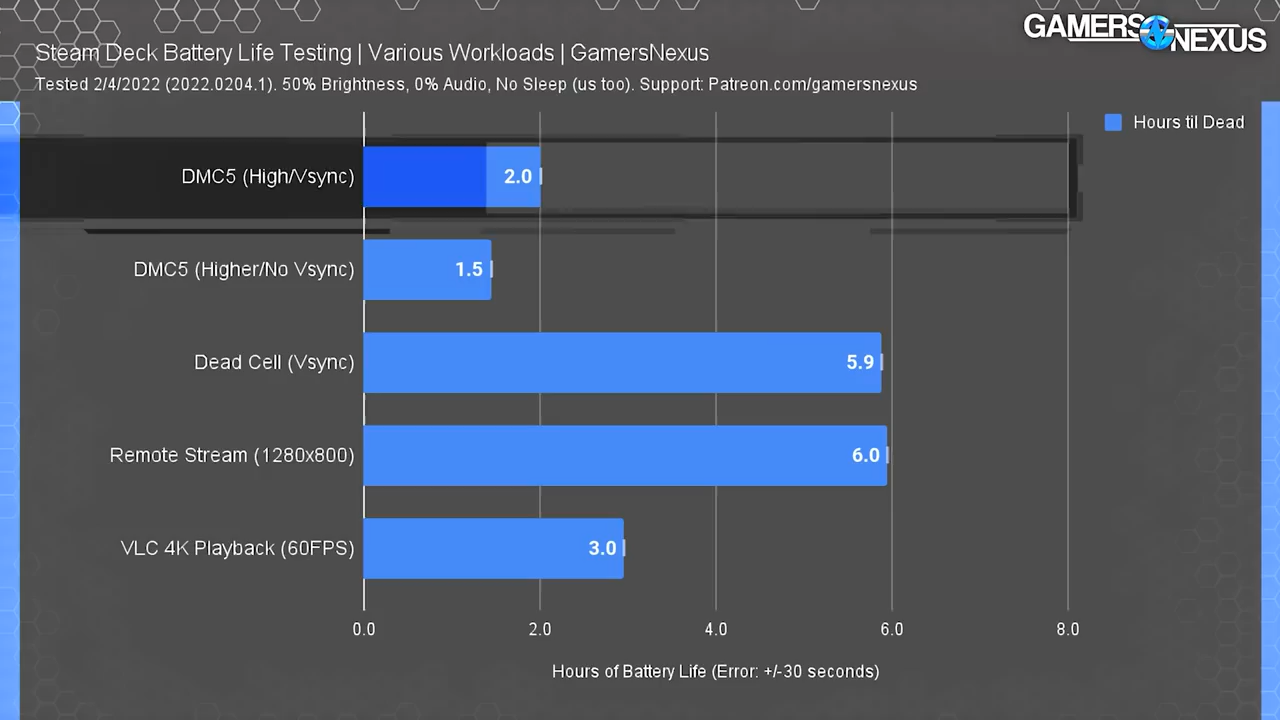 GAMERS NEXUS
Steam Deck Battery Life Testing | Various Workloads | GamersNexus
Tested 2/4/2022 (2022.0204.1). 50% Brightness, 0% Audio, No Sleep (us too). Support: Patreon.com/gamersnexus
Hours til Dead
DMC5 (High/Vsync) 2.0
DMC5 (Higher/No Vsync) 1.5
Dead Cell (Vsync) 5.9
Remote Stream (1280x800) 6.0
VLC 4K Playback (60FPS) 3.0
0.0 2.0 4.0 6.0 8.0
Hours of Battery Life (Error: +/-30 seconds)